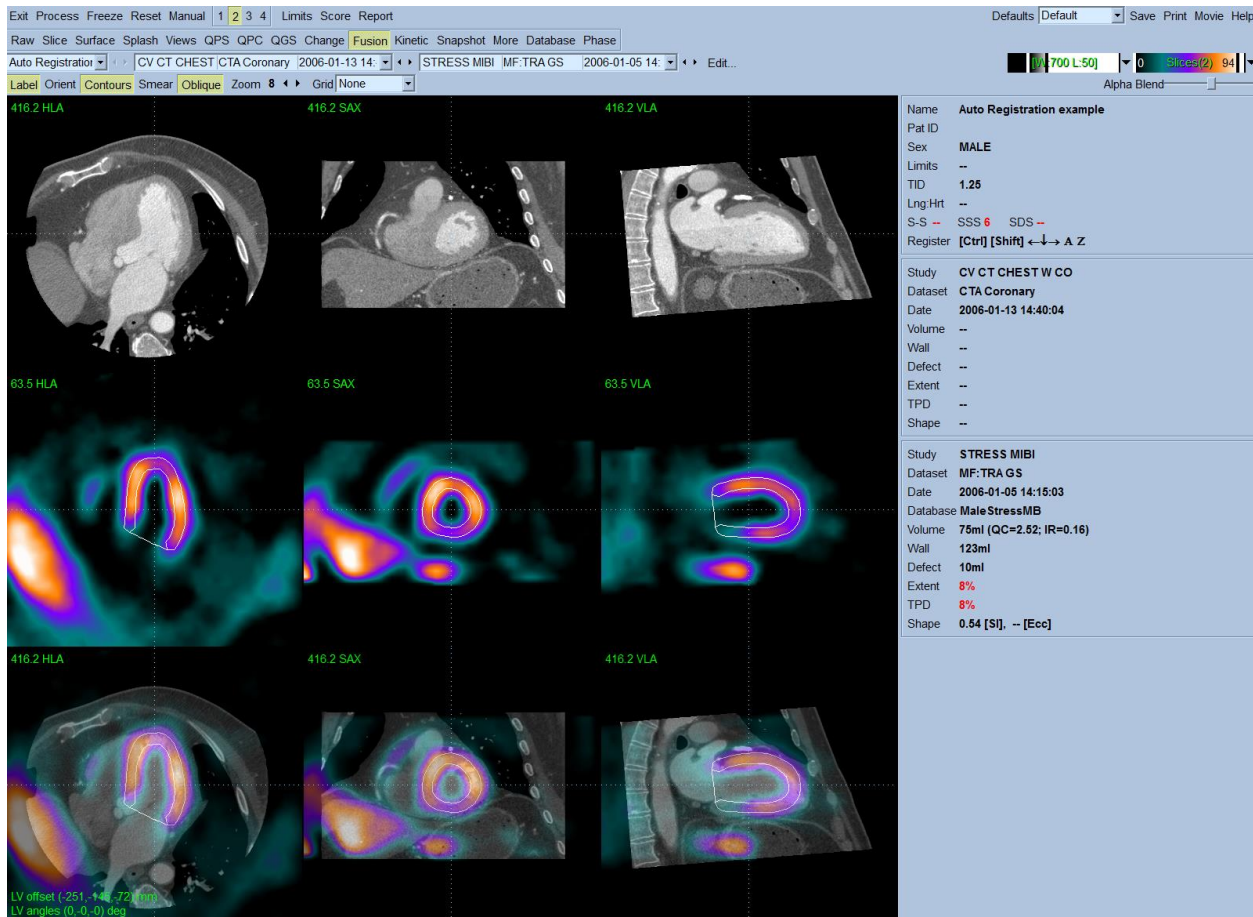 Exit Process Freeze Reset Manual 1 2 3 4 Limits Score Report Defaults Default Save Print Movie Help
Raw Slice Surface Splash Views QPS QPC QGS Change Fusion Kinetic Snapshot More Database Phase
Auto Registration CV CT CHEST CTA Coronary 2006-01-13 14: STRESS MIBI MF:TRA GS 2006-01-05 14: Edit... [W:700 L:50] 0 Slices(2) 94
Label Orient Contours Smear Oblique Zoom 8 Grid None Alpha Blend
416.2 HLA 416.2 SAX 416.2 VLA
63.5 HLA 63.5 SAX 63.5 VLA
416.2 HLA 416.2 SAX 416.2 VLA
LV offset (-251,-145,-72) mm
LV angles (0,-0,-0) deg
Name Auto Registration example
Pat ID
Sex MALE
Limits --
TID 1.25
Lng:Hrt --
S-S -- SSS 6 SDS --
Register [Ctrl] [Shift] ←↓→ A Z
Study CV CT CHEST W CO
Dataset CTA Coronary
Date 2006-01-13 14:40:04
Volume --
Wall --
Defect --
Extent --
TPD --
Shape --
Study STRESS MIBI
Dataset MF:TRA GS
Date 2006-01-05 14:15:03
Database MaleStressMB
Volume 75ml (QC=2.52; IR=0.16)
Wall 123ml
Defect 10ml
Extent 8%
TPD 8%
Shape 0.54 [SI], -- [Ecc]